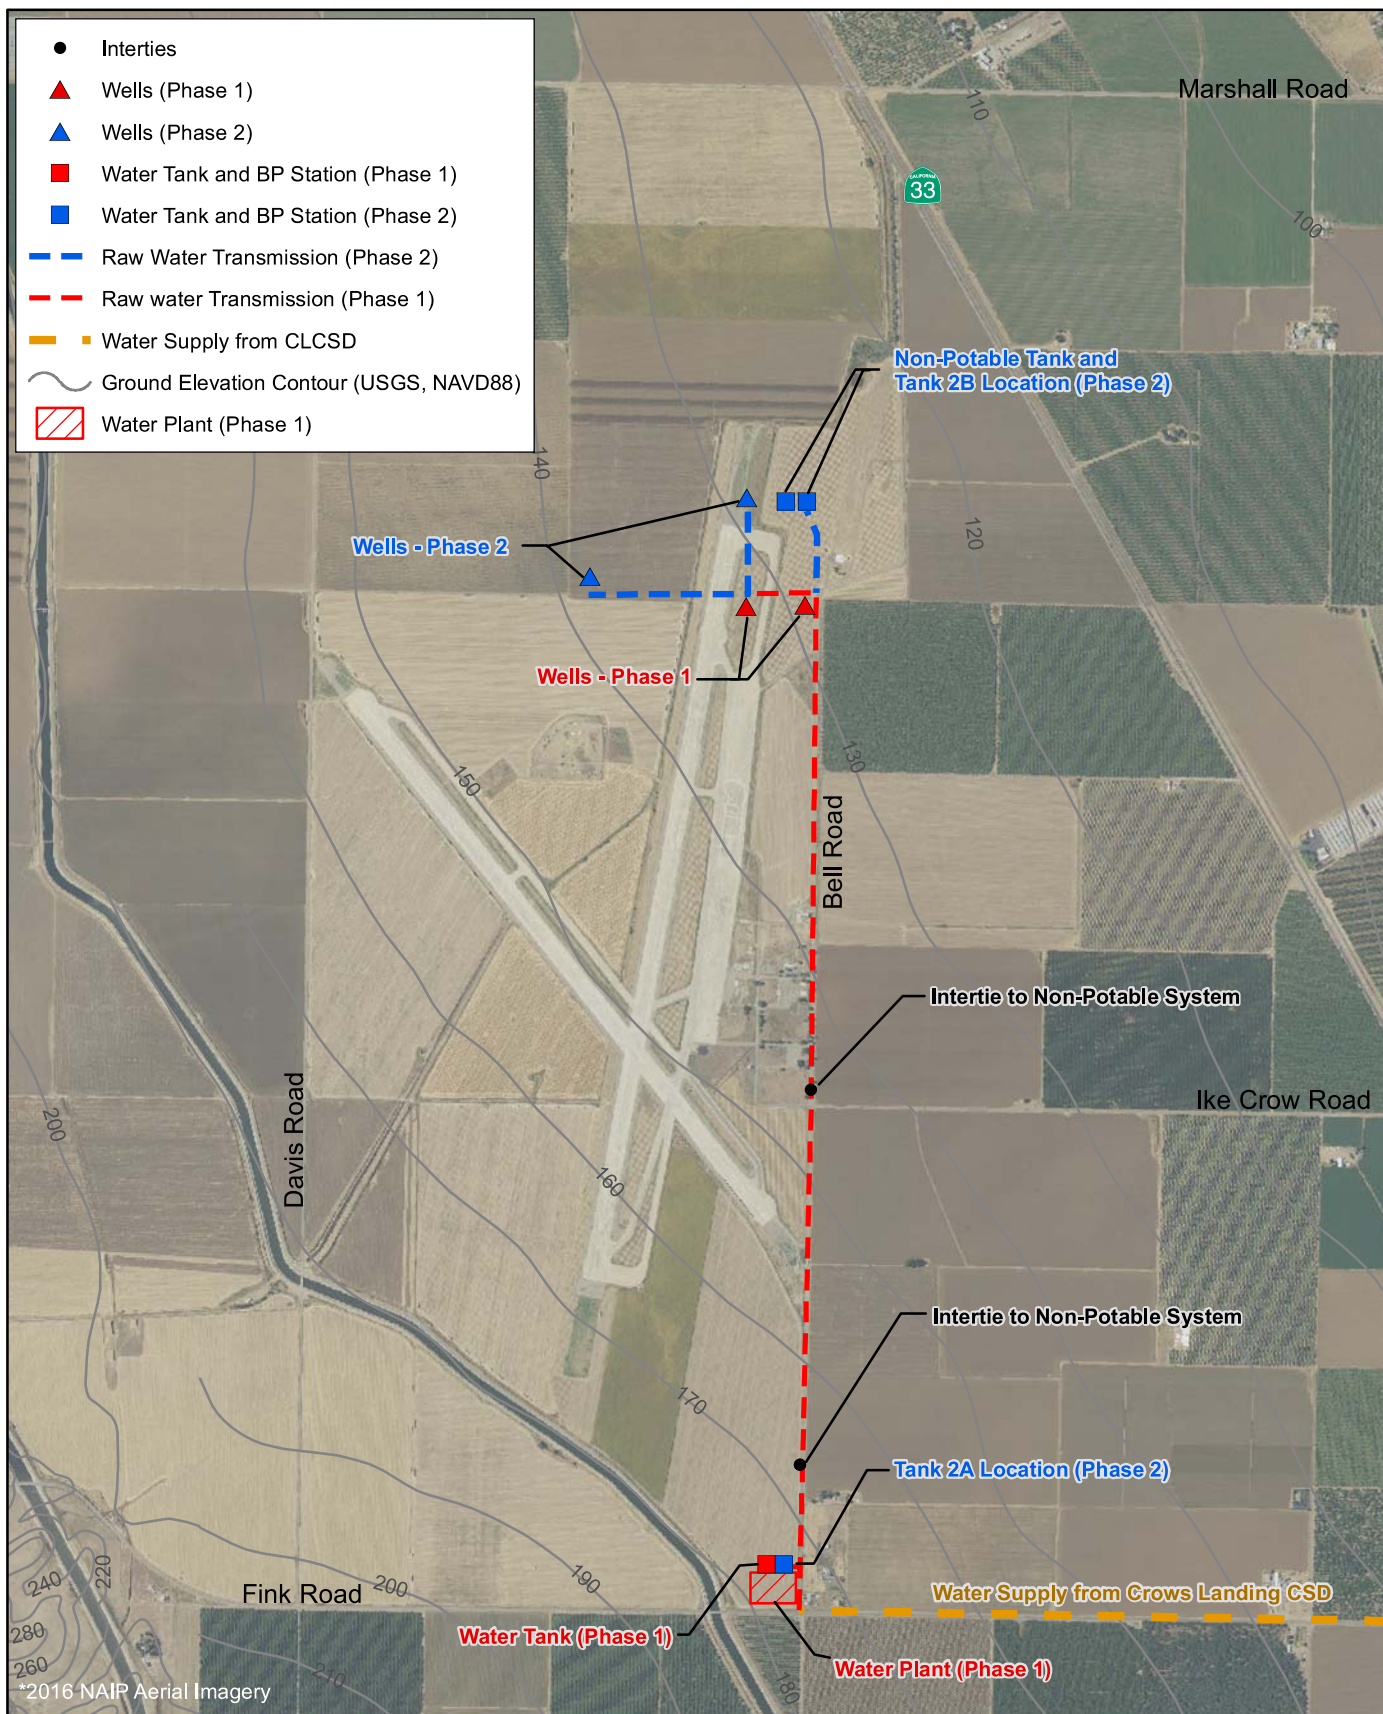 Interties
Wells (Phase 1)
Wells (Phase 2)
Water Tank and BP Station (Phase 1)
Water Tank and BP Station (Phase 2)
Raw Water Transmission (Phase 2)
Raw water Transmission (Phase 1)
Water Supply from CLCSD
Ground Elevation Contour (USGS, NAVD88)
Water Plant (Phase 1)
Marshall Road
110
CALIFORNIA
33
100
Non-Potable Tank and
Tank 2B Location (Phase 2)
140
120
Wells - Phase 2
Wells - Phase 1
130
150
Bell Road
Intertie to Non-Potable System
Ike Crow Road
200
Davis Road
160
Intertie to Non-Potable System
170
Tank 2A Location (Phase 2)
220
240
190
200
Fink Road
Water Supply from Crows Landing CSD
280
Water Tank (Phase 1)
260
210
Water Plant (Phase 1)
180
*2016 NAIP Aerial Imagery